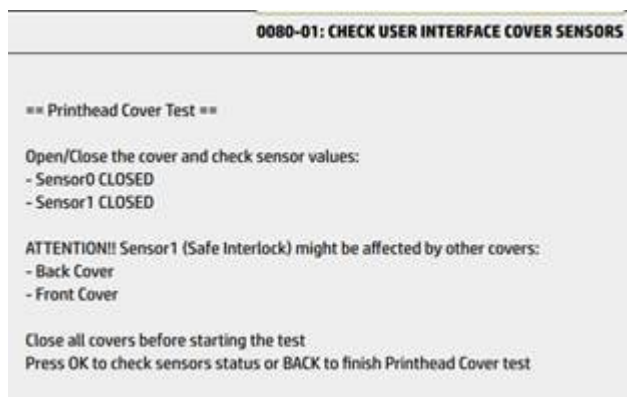 0080-01: CHECK USER INTERFACE COVER SENSORS
== Printhead Cover Test ==
Open/Close the cover and check sensor values:
- Sensor0 CLOSED
- Sensor1 CLOSED
ATTENTION!! Sensor1 (Safe Interlock) might be affected by other covers:
- Back Cover
- Front Cover
Close all covers before starting the test
Press OK to check sensors status or BACK to finish Printhead Cover test